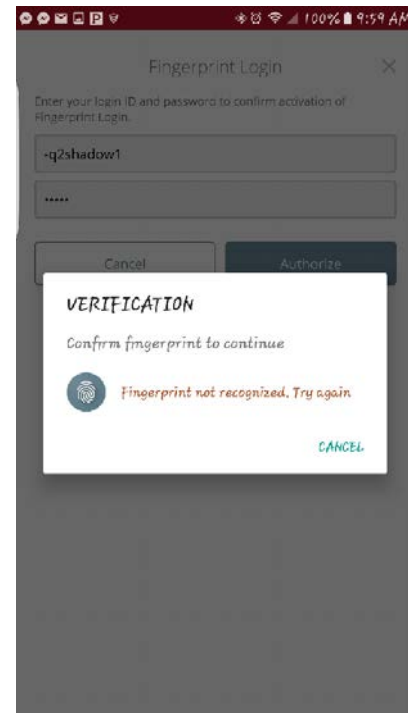 100% 9:59 AM
Fingerprint Login
Enter your login ID and password to confirm activation of
Fingerprint Login.
-q2shadow1
•••••
Cancel Authorize
VERIFICATION
Confirm fingerprint to continue
Fingerprint not recognized. Try again
CANCEL